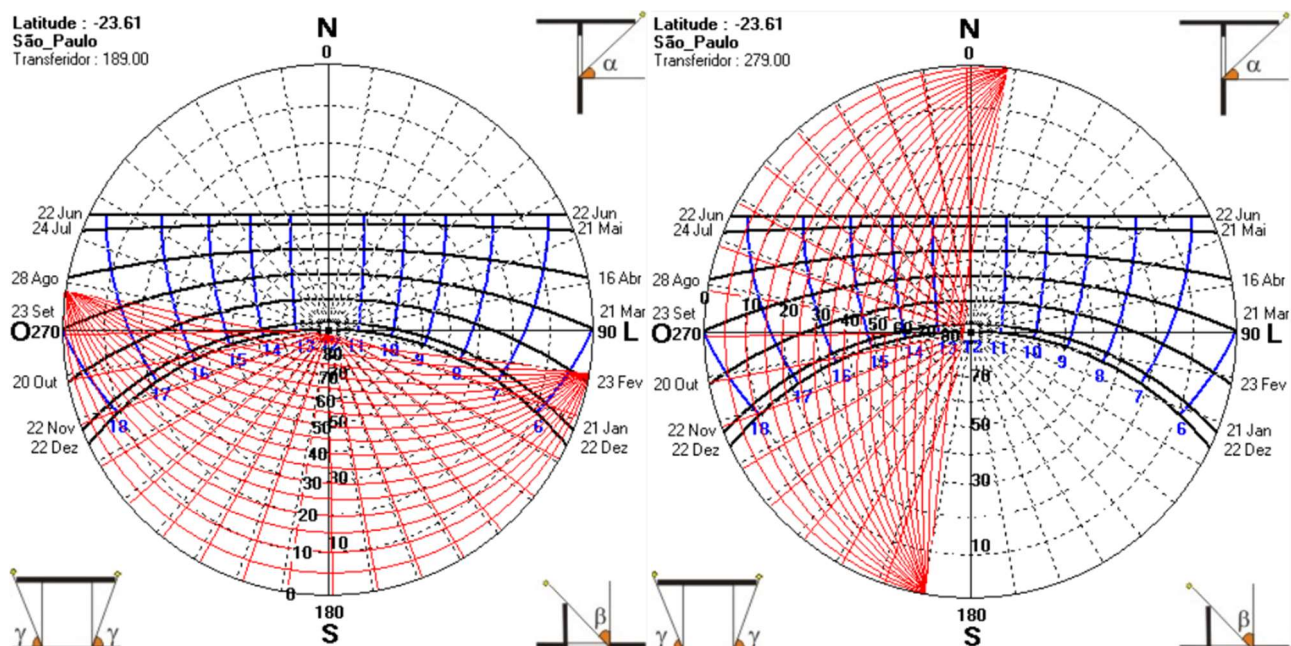 Latitude : -23.61
São_Paulo
Transferidor : 189.00
N
0
α
22 Jun
24 Jul
28 Ago
23 Set
O 270
20 Out
22 Nov
22 Dez
22 Jun
21 Mai
16 Abr
21 Mar
90 L
23 Fev
21 Jan
22 Dez
18 17 16 15 14 13 12 11 10 9 8 7 6
80
70
60 60
50 50
40
30 30
20
10 10
0
180
S
γ γ
β
Latitude : -23.61
São_Paulo
Transferidor : 279.00
N
0
α
22 Jun
24 Jul
28 Ago
23 Set
O 270
20 Out
22 Nov
22 Dez
22 Jun
21 Mai
16 Abr
21 Mar
90 L
23 Fev
21 Jan
22 Dez
0 10 20 30 40 50 60 70 80
18 17 16 15 14 13 12 11 10 9 8 7 6
70
50
30
10
180
S
γ γ
β